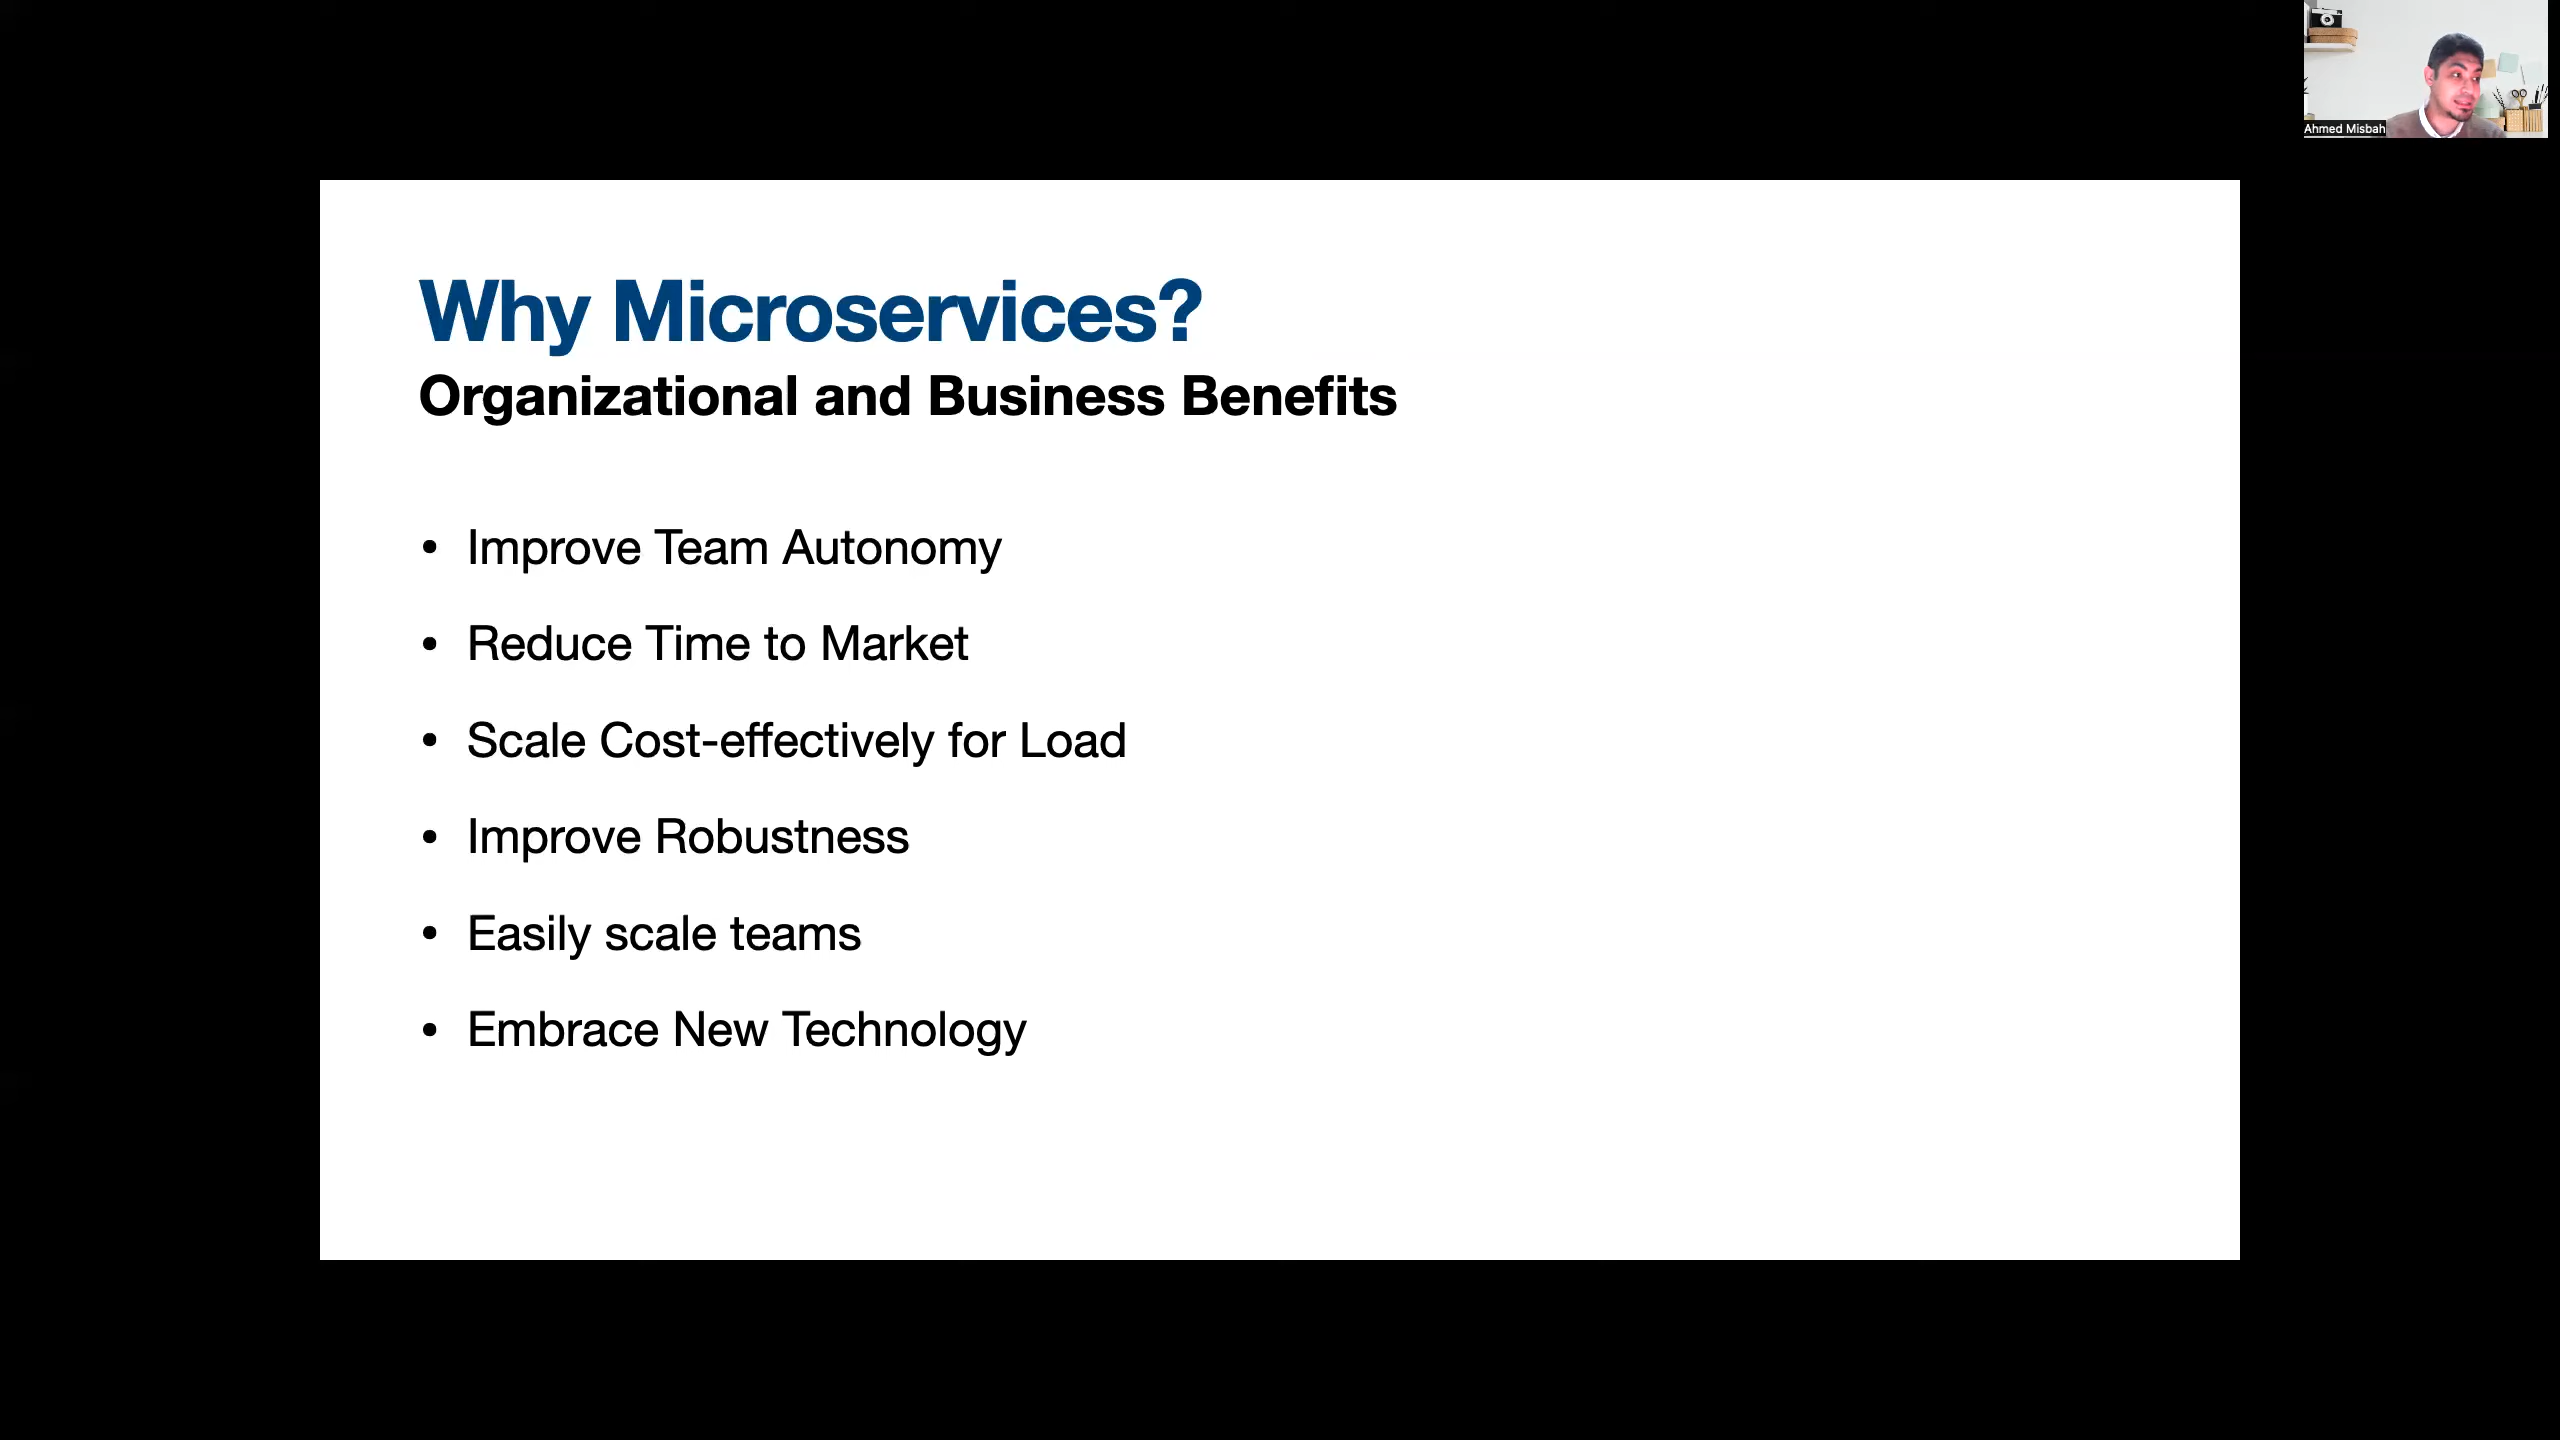 Ahmed Misbah
Why Microservices?
Organizational and Business Benefits
• Improve Team Autonomy
• Reduce Time to Market
• Scale Cost-effectively for Load
• Improve Robustness
• Easily scale teams
• Embrace New Technology